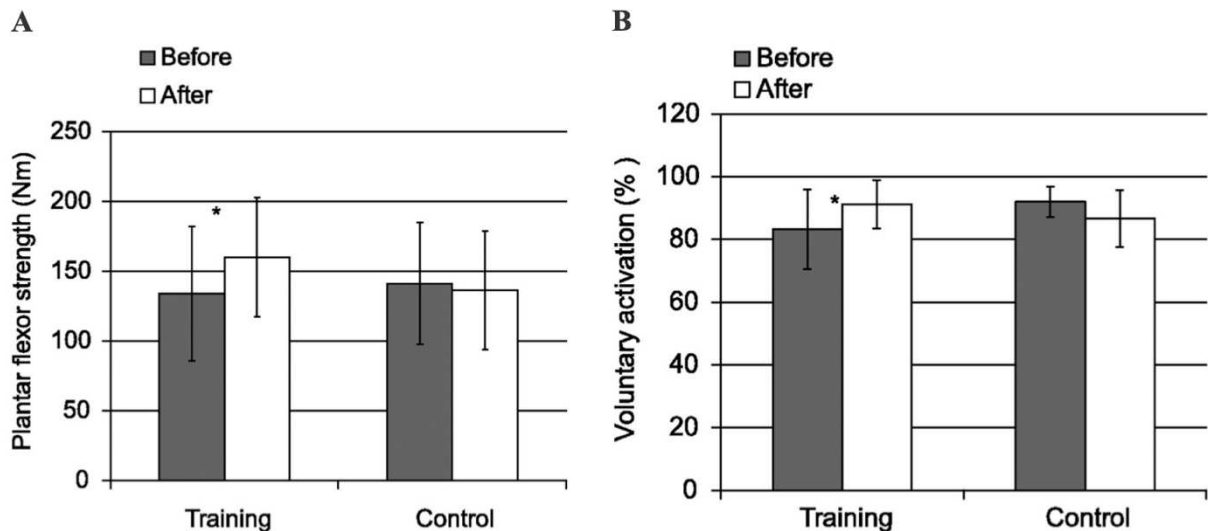 A
Before
After
Plantar flexor strength (Nm)
250
200
150
100
50
0
*
Training Control
B
Before
After
Voluntary activation (% )
120
100
80
60
40
20
0
*
Training Control